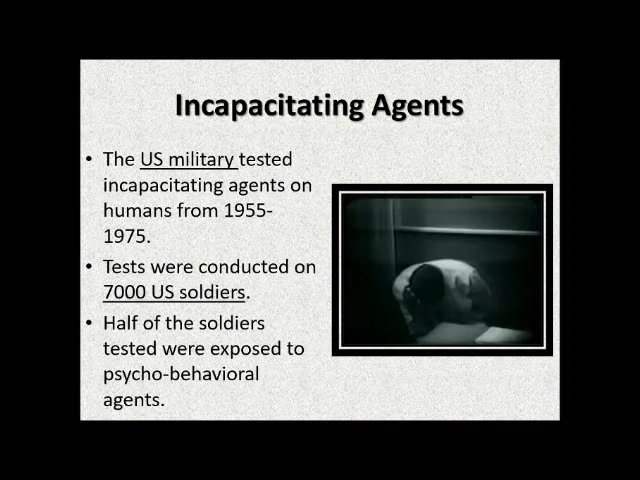 Incapacitating Agents
• The US military tested
incapacitating agents on
humans from 1955-
1975.
• Tests were conducted on
7000 US soldiers.
• Half of the soldiers
tested were exposed to
psycho-behavioral
agents.